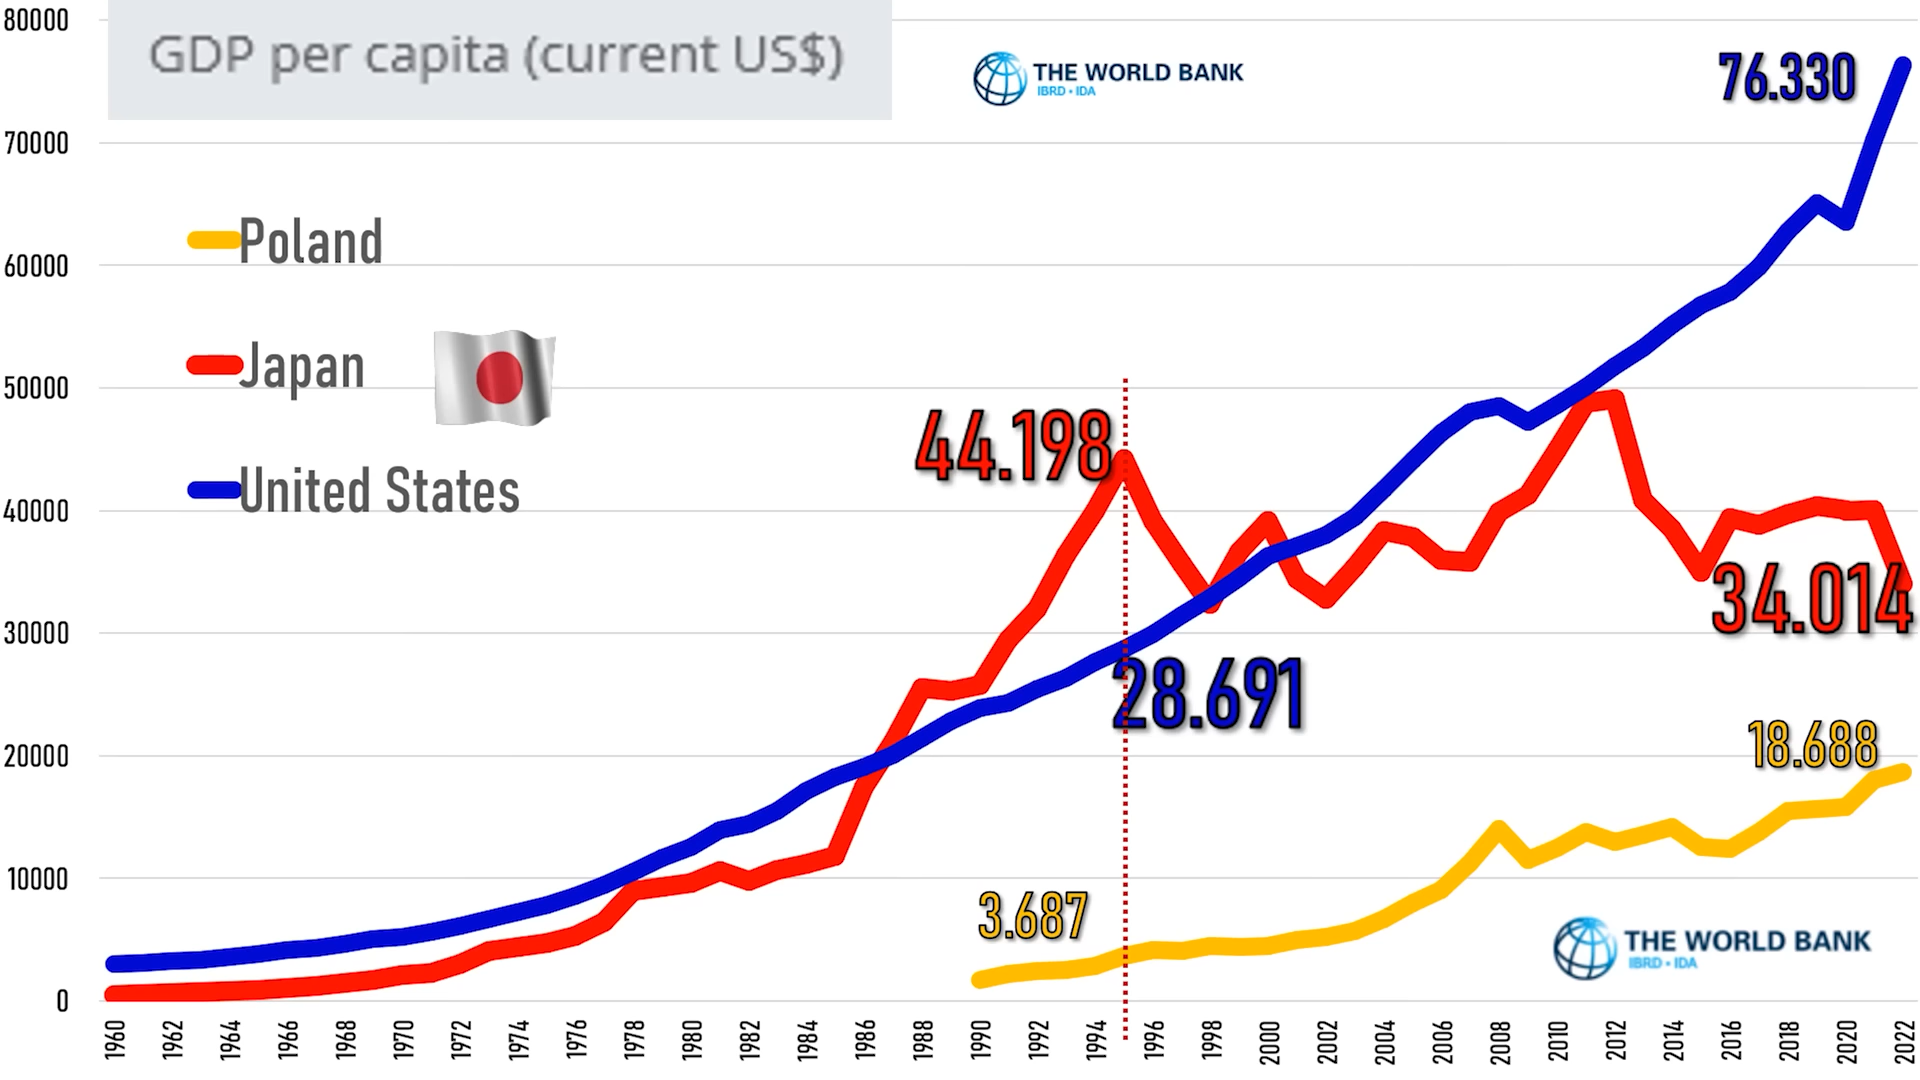 GDP per capita (current US$)
THE WORLD BANK
IBRD • IDA
76.330
80000
70000
60000
50000
40000
30000
20000
10000
0
Poland
Japan
United States
44.198
28.691
34.014
18.688
3.687
THE WORLD BANK
IBRD • IDA
1960 1962 1964 1966 1968 1970 1972 1974 1976 1978 1980 1982 1984 1986 1988 1990 1992 1994 1996 1998 2000 2002 2004 2006 2008 2010 2012 2014 2016 2018 2020 2022